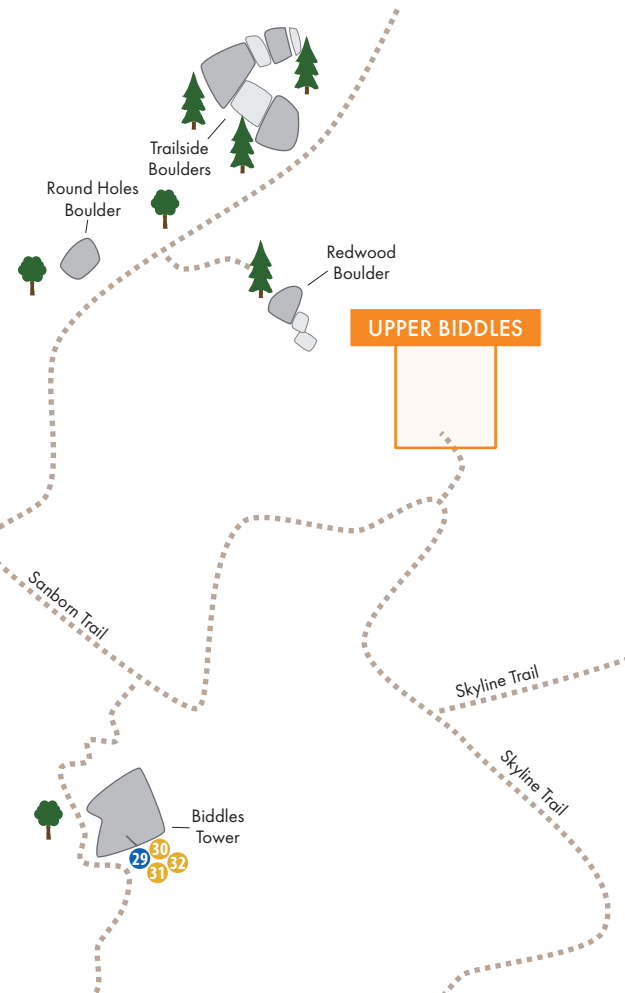 Trailside
Boulders
Round Holes
Boulder
Redwood
Boulder
UPPER BIDDLES
Sanborn Trail
Skyline Trail
Skyline Trail
Biddles
Tower
30
29
32
31